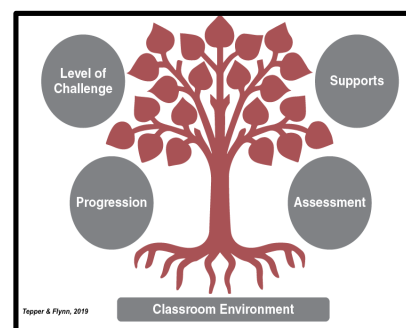 Level of
Challenge
Supports
Progression
Assessment
Tepper & Flynn, 2019
Classroom Environment